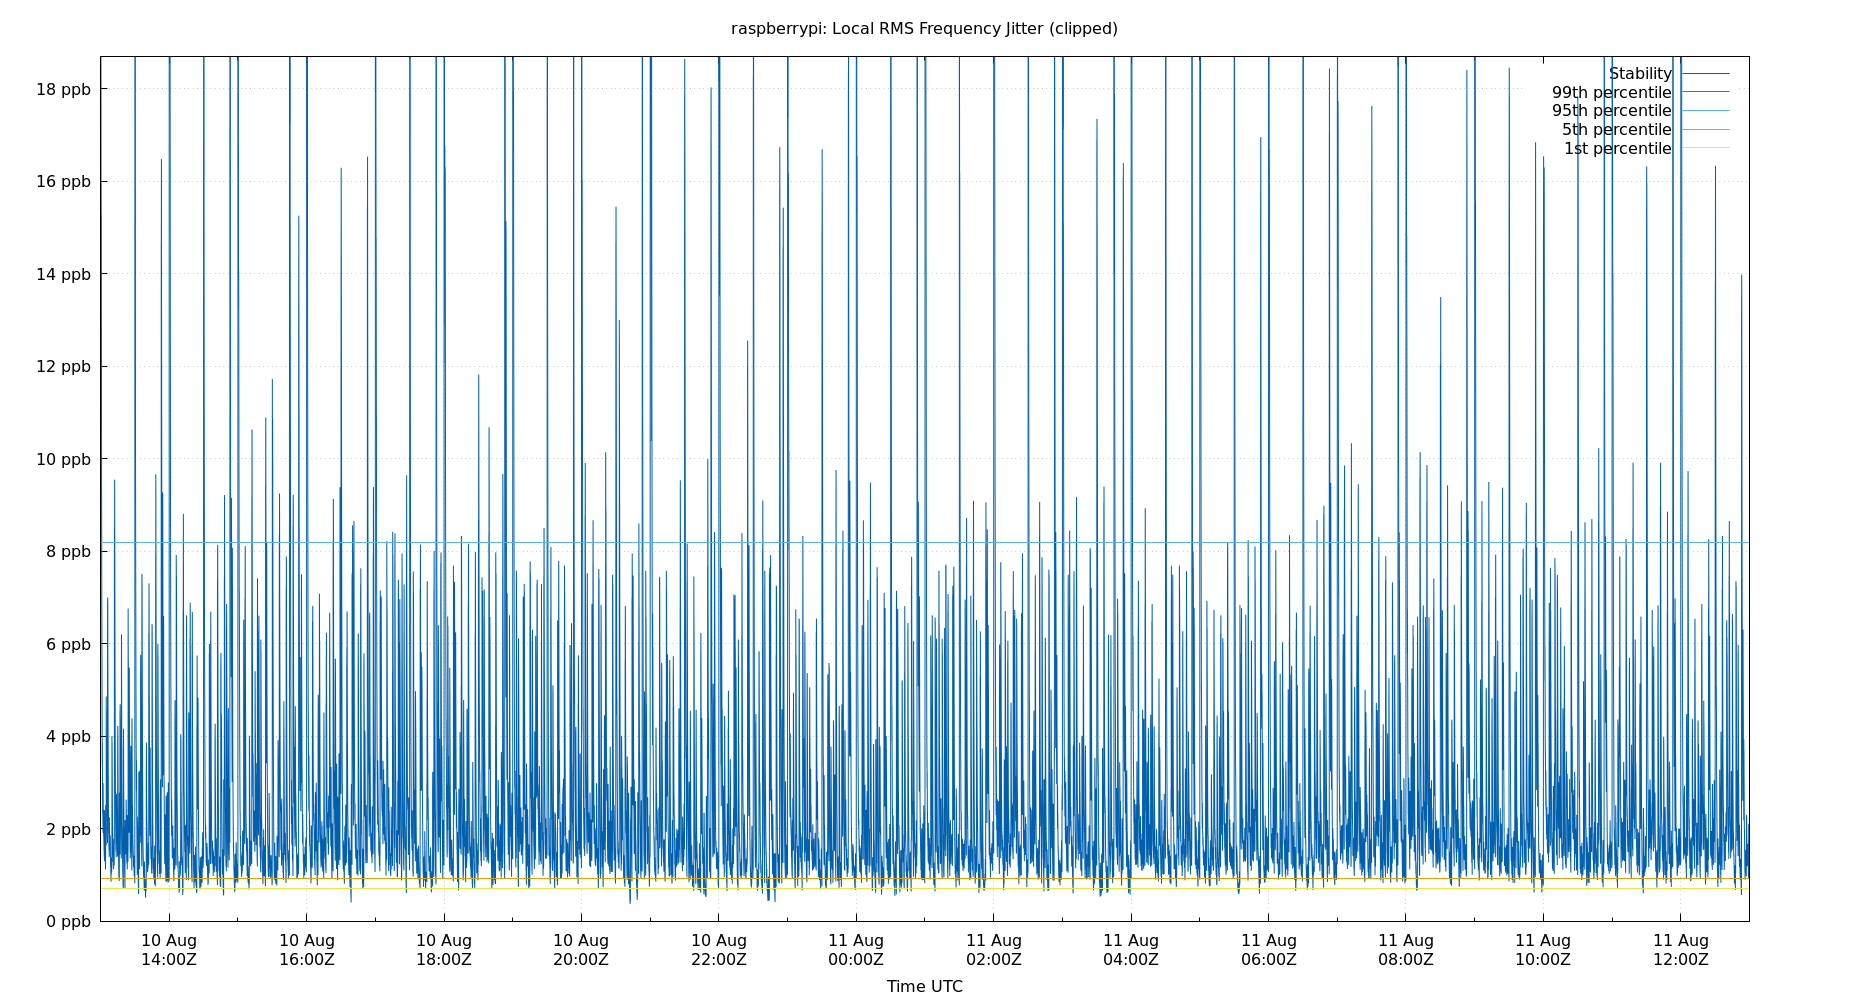 raspberrypi: Local RMS Frequency Jitter (clipped)
18 ppb
16 ppb
14 ppb
12 ppb
10 ppb
8 ppb
6 ppb
4 ppb
2 ppb
0 ppb
Stability
99th percentile
95th percentile
5th percentile
1st percentile
10 Aug 10 Aug 10 Aug 10 Aug 10 Aug 11 Aug 11 Aug 11 Aug 11 Aug 11 Aug 11 Aug 11 Aug
14:00Z 16:00Z 18:00Z 20:00Z 22:00Z 00:00Z 02:00Z 04:00Z 06:00Z 08:00Z 10:00Z 12:00Z
Time UTC